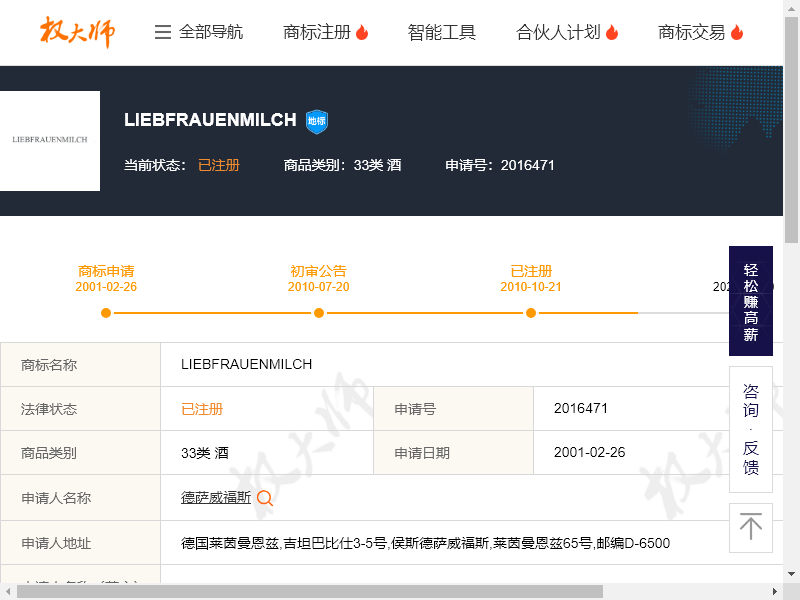 权大师 全部导航 商标注册 智能工具 合伙人计划 商标交易
LIEBFRAUENMILCH
LIEBFRAUENMILCH 地标
当前状态： 已注册 商品类别：33类 酒 申请号：2016471
商标申请 初审公告 已注册
2001-02-26 2010-07-20 2010-10-21
轻松赚高薪
商标名称 LIEBFRAUENMILCH
法律状态 已注册 申请号 2016471
商品类别 33类 酒 申请日期 2001-02-26
申请人名称 德萨威福斯
申请人地址 德国莱茵曼恩兹,吉坦巴比仕3-5号,侯斯德萨威福斯,莱茵曼恩兹65号,邮编D-6500
咨询·反馈
权大师
权大师